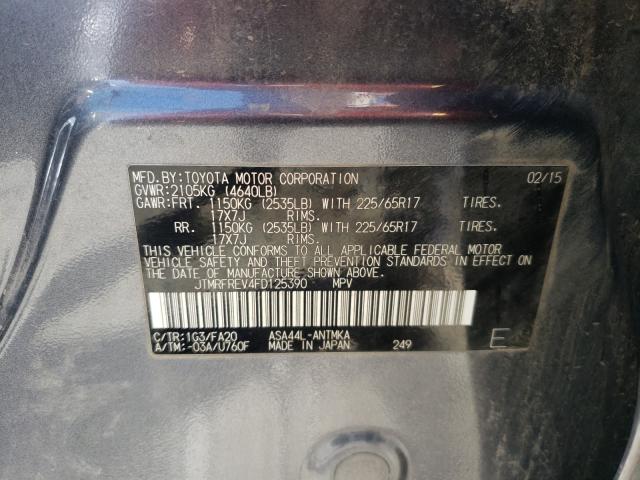 MFD.BY:TOYOTA MOTOR CORPORATION 02/15
GVWR:2105KG (4640LB)
GAWR:FRT. 1150KG (2535LB) WITH 225/65R17 TIRES.
17X7J RIMS.
RR. 1150KG (2535LB) WITH 225/65R17 TIRES.
17X7J RIMS.
THIS VEHICLE CONFORMS TO ALL APPLICABLE FEDERAL MOTOR
VEHICLE SAFETY AND THEFT PREVENTION STANDARDS IN EFFECT ON
THE DATE OF MANUFACTURE SHOWN ABOVE.
JTMRFREV4FD125390 MPV
C/TR:1G3/FA20 ASA44L-ANTMKA
A/TM:-03A/U760F MADE IN JAPAN 249 E